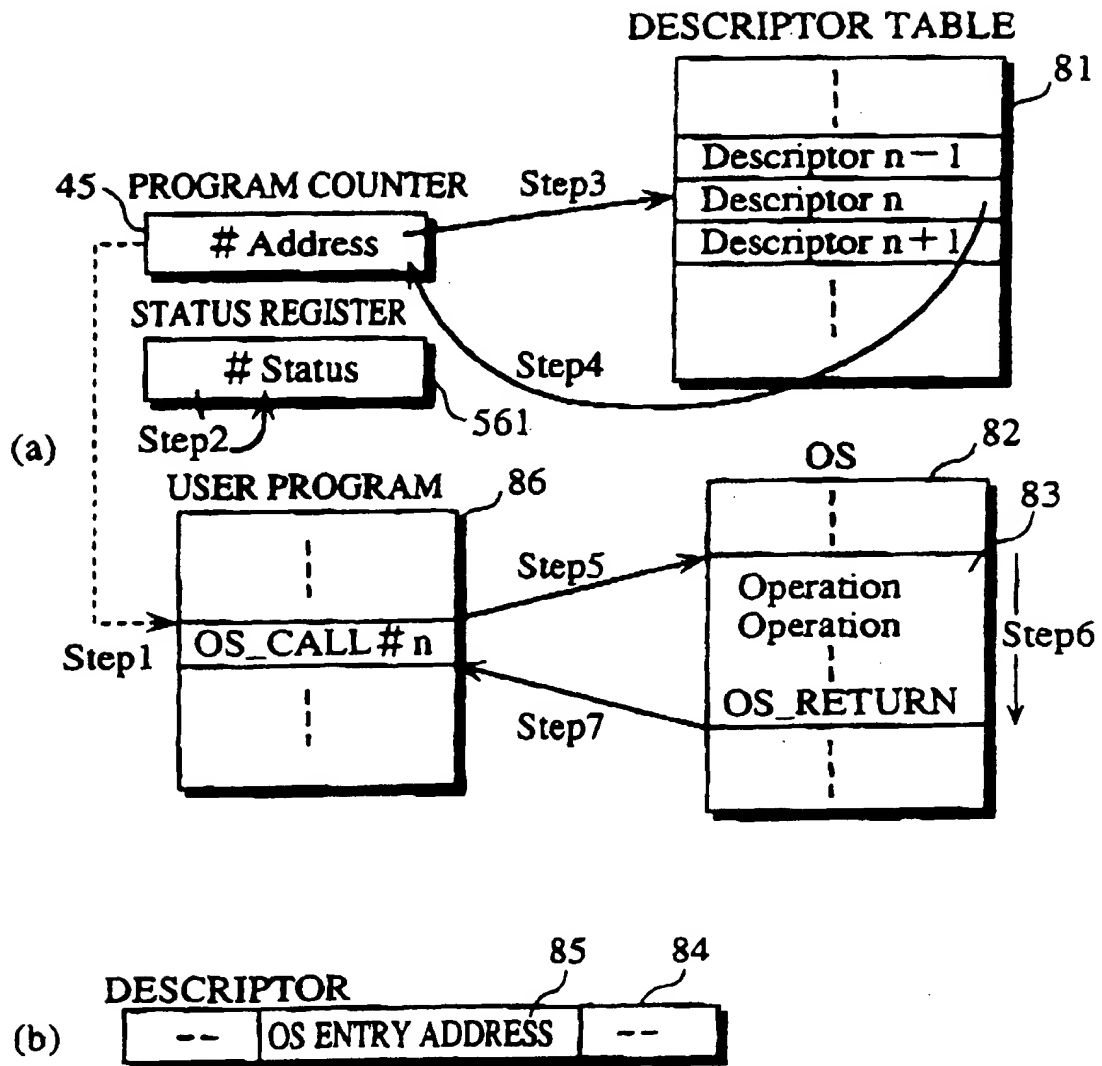 DESCRIPTOR TABLE
81
Descriptor n-1
Descriptor n
Descriptor n+1
45
PROGRAM COUNTER
# Address
Step3
STATUS REGISTER
# Status
561
Step2
Step4
(a)
USER PROGRAM
86
OS_CALL # n
Step1
Step5
OS
82
83
Operation
Operation
Step6
OS_RETURN
Step7
DESCRIPTOR
85
84
(b)
-- OS ENTRY ADDRESS --